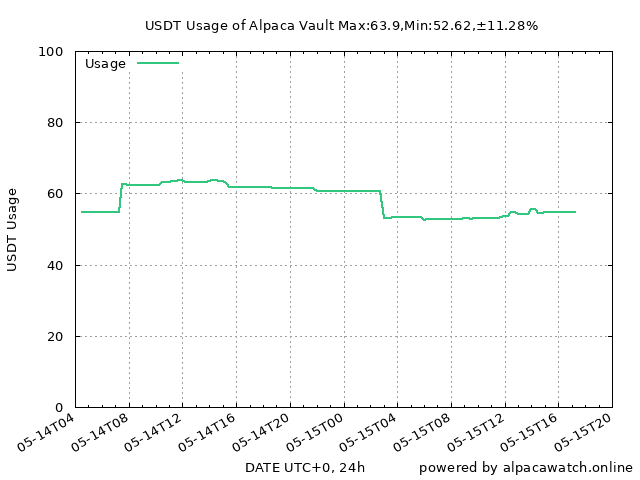 USDT Usage of Alpaca Vault Max:63.9,Min:52.62,±11.28%
Usage
100
80
60
40
20
0
USDT Usage
05-14T04
05-14T08
05-14T12
05-14T16
05-14T20
05-15T00
05-15T04
05-15T08
05-15T12
05-15T16
05-15T20
DATE UTC+0, 24h
powered by alpacawatch.online